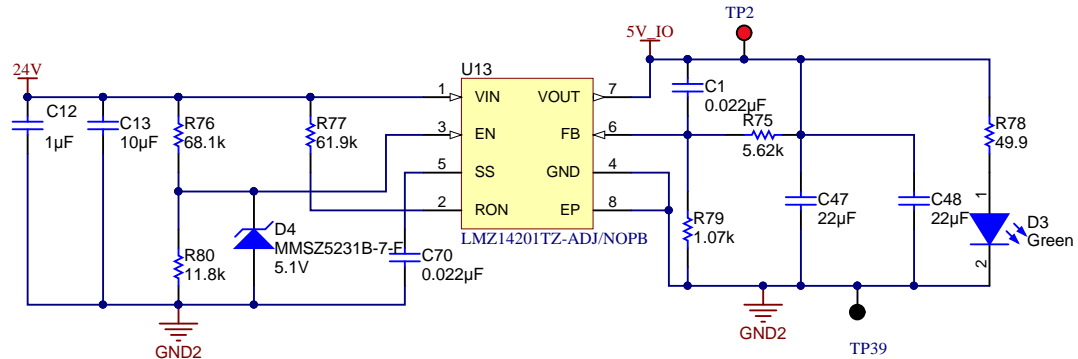 TP2
5V_IO
24V
U13
C12
1µF
C13
10µF
R76
68.1k
R77
61.9k
1
VIN
VOUT
7
3
EN
FB
6
5
SS
GND
4
2
RON
EP
8
LMZ14201TZ-ADJ/NOPB
C1
0.022µF
R75
5.62k
R78
49.9
R79
1.07k
C47
22µF
C48
22µF
1
D3
Green
2
R80
11.8k
D4
MMSZ5231B-7-F
5.1V
C70
0.022µF
GND2
GND2
TP39